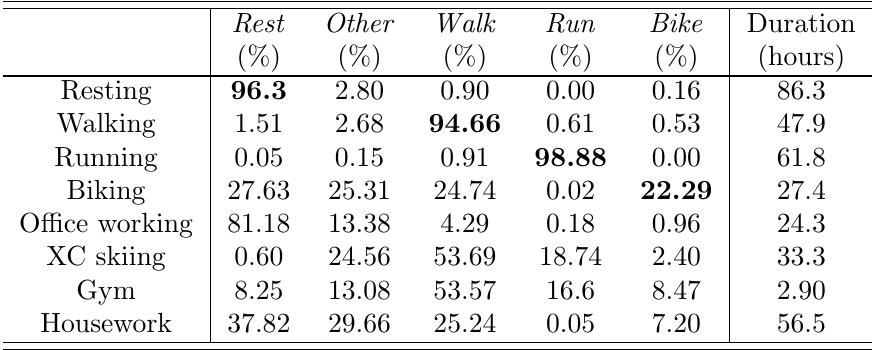 Rest Other Walk Run Bike Duration
(%) (%) (%) (%) (%) (hours)
Resting 96.3 2.80 0.90 0.00 0.16 86.3
Walking 1.51 2.68 94.66 0.61 0.53 47.9
Running 0.05 0.15 0.91 98.88 0.00 61.8
Biking 27.63 25.31 24.74 0.02 22.29 27.4
Office working 81.18 13.38 4.29 0.18 0.96 24.3
XC skiing 0.60 24.56 53.69 18.74 2.40 33.3
Gym 8.25 13.08 53.57 16.6 8.47 2.90
Housework 37.82 29.66 25.24 0.05 7.20 56.5